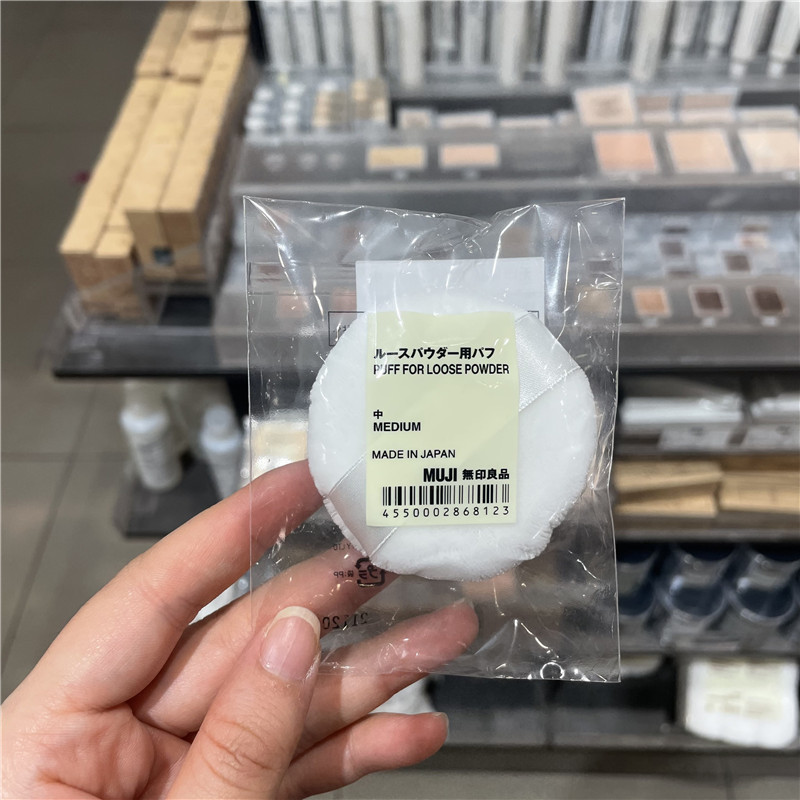 ルースパウダー用パフ
PUFF FOR LOOSE POWDER
中
MEDIUM
MADE IN JAPAN
MUJI 無印良品
4550002868123